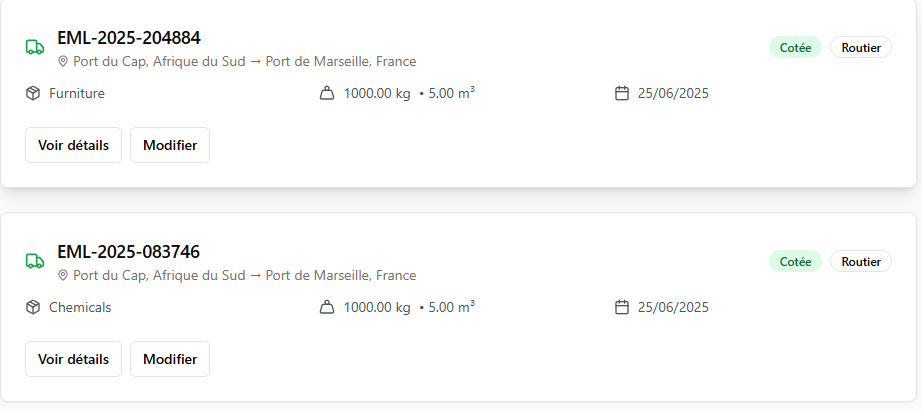 EML-2025-204884
Port du Cap, Afrique du Sud → Port de Marseille, France
Cotée
Routier
Furniture
1000.00 kg • 5.00 m³
25/06/2025
Voir détails
Modifier
EML-2025-083746
Port du Cap, Afrique du Sud → Port de Marseille, France
Cotée
Routier
Chemicals
1000.00 kg • 5.00 m³
25/06/2025
Voir détails
Modifier